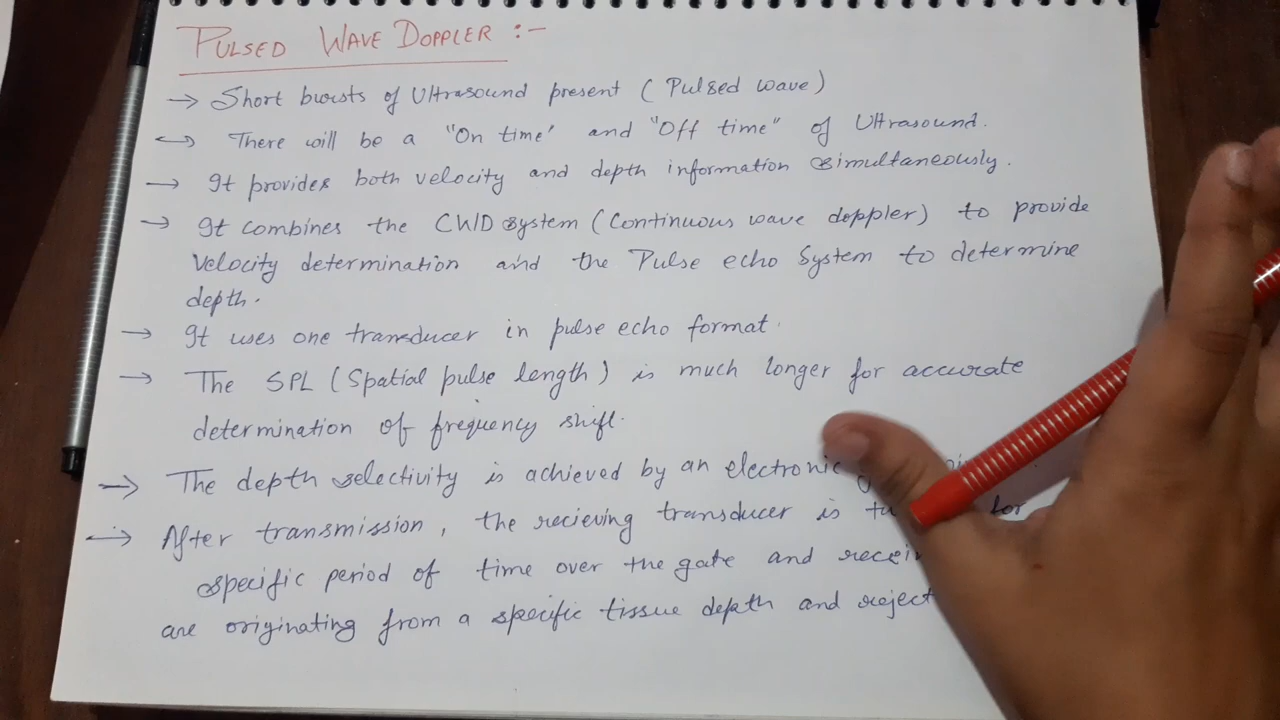 PULSED WAVE DOPPLER :-
→ Short bursts of Ultrasound present ( Pulsed wave )
→ There will be a "On time' and "Off time" of Ultrasound.
→ It provides both velocity and depth information simultaneously.
→ It combines the CWD system ( Continuous wave doppler ) to provide
velocity determination and the Pulse echo System to determine
depth.
→ It uses one transducer in pulse echo format.
→ The SPL ( Spatial pulse length ) is much longer for accurate
determination of frequency shift.
→ The depth selectivity is achieved by an electronic
→ After transmission, the recieving transducer is for
specific period of time over the gate and
are originating from a specific tissue depth and reject